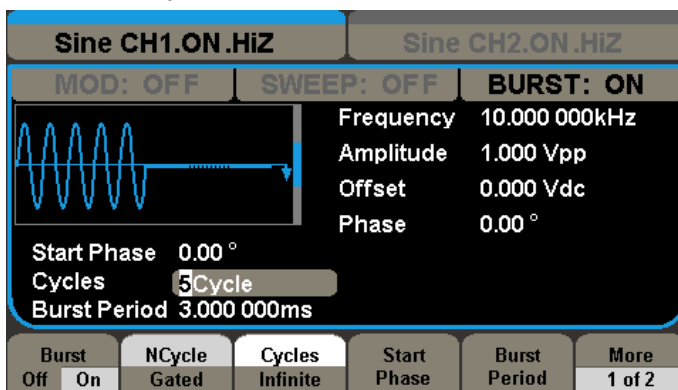 Sine CH1.ON.HiZ Sine CH2.ON.HiZ
MOD: OFF SWEEP: OFF BURST: ON
Frequency 10.000 000kHz
Amplitude 1.000 Vpp
Offset 0.000 Vdc
Phase 0.00 °
Start Phase 0.00 °
Cycles 5Cycle
Burst Period 3.000 000ms
Burst NCycle Cycles Start Burst More
Off On Gated Infinite Phase Period 1 of 2